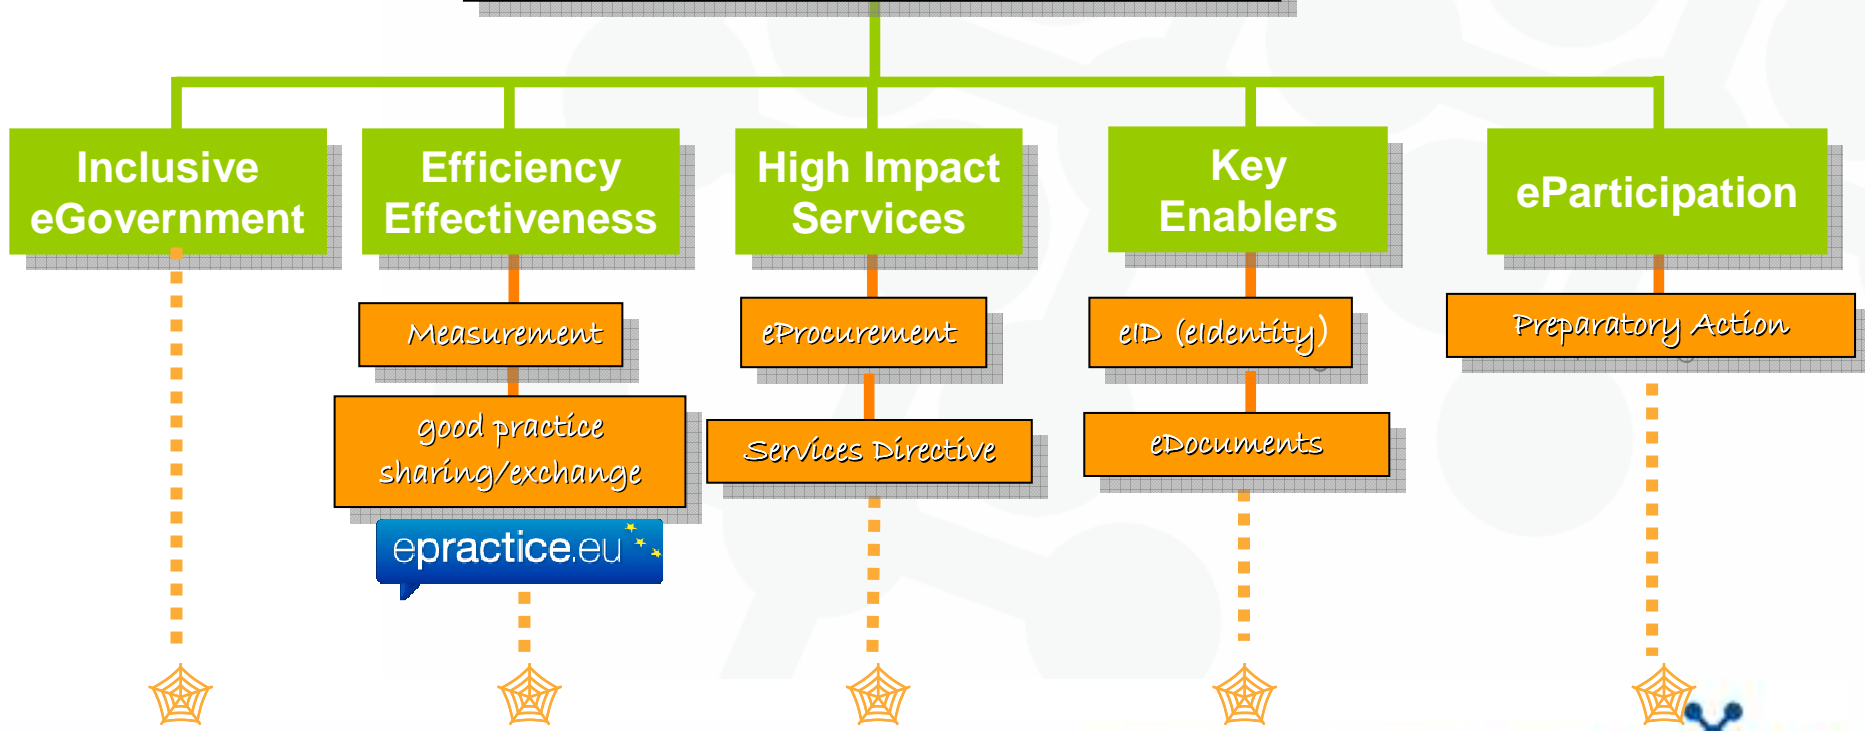 Inclusive
eGovernment
Efficiency
Effectiveness
High Impact
Services
Key
Enablers
eParticipation
Measurement
good practice
sharing/exchange
epractice.eu
eProcurement
Services Directive
eID (eIdentity)
eDocuments
Preparatory Action